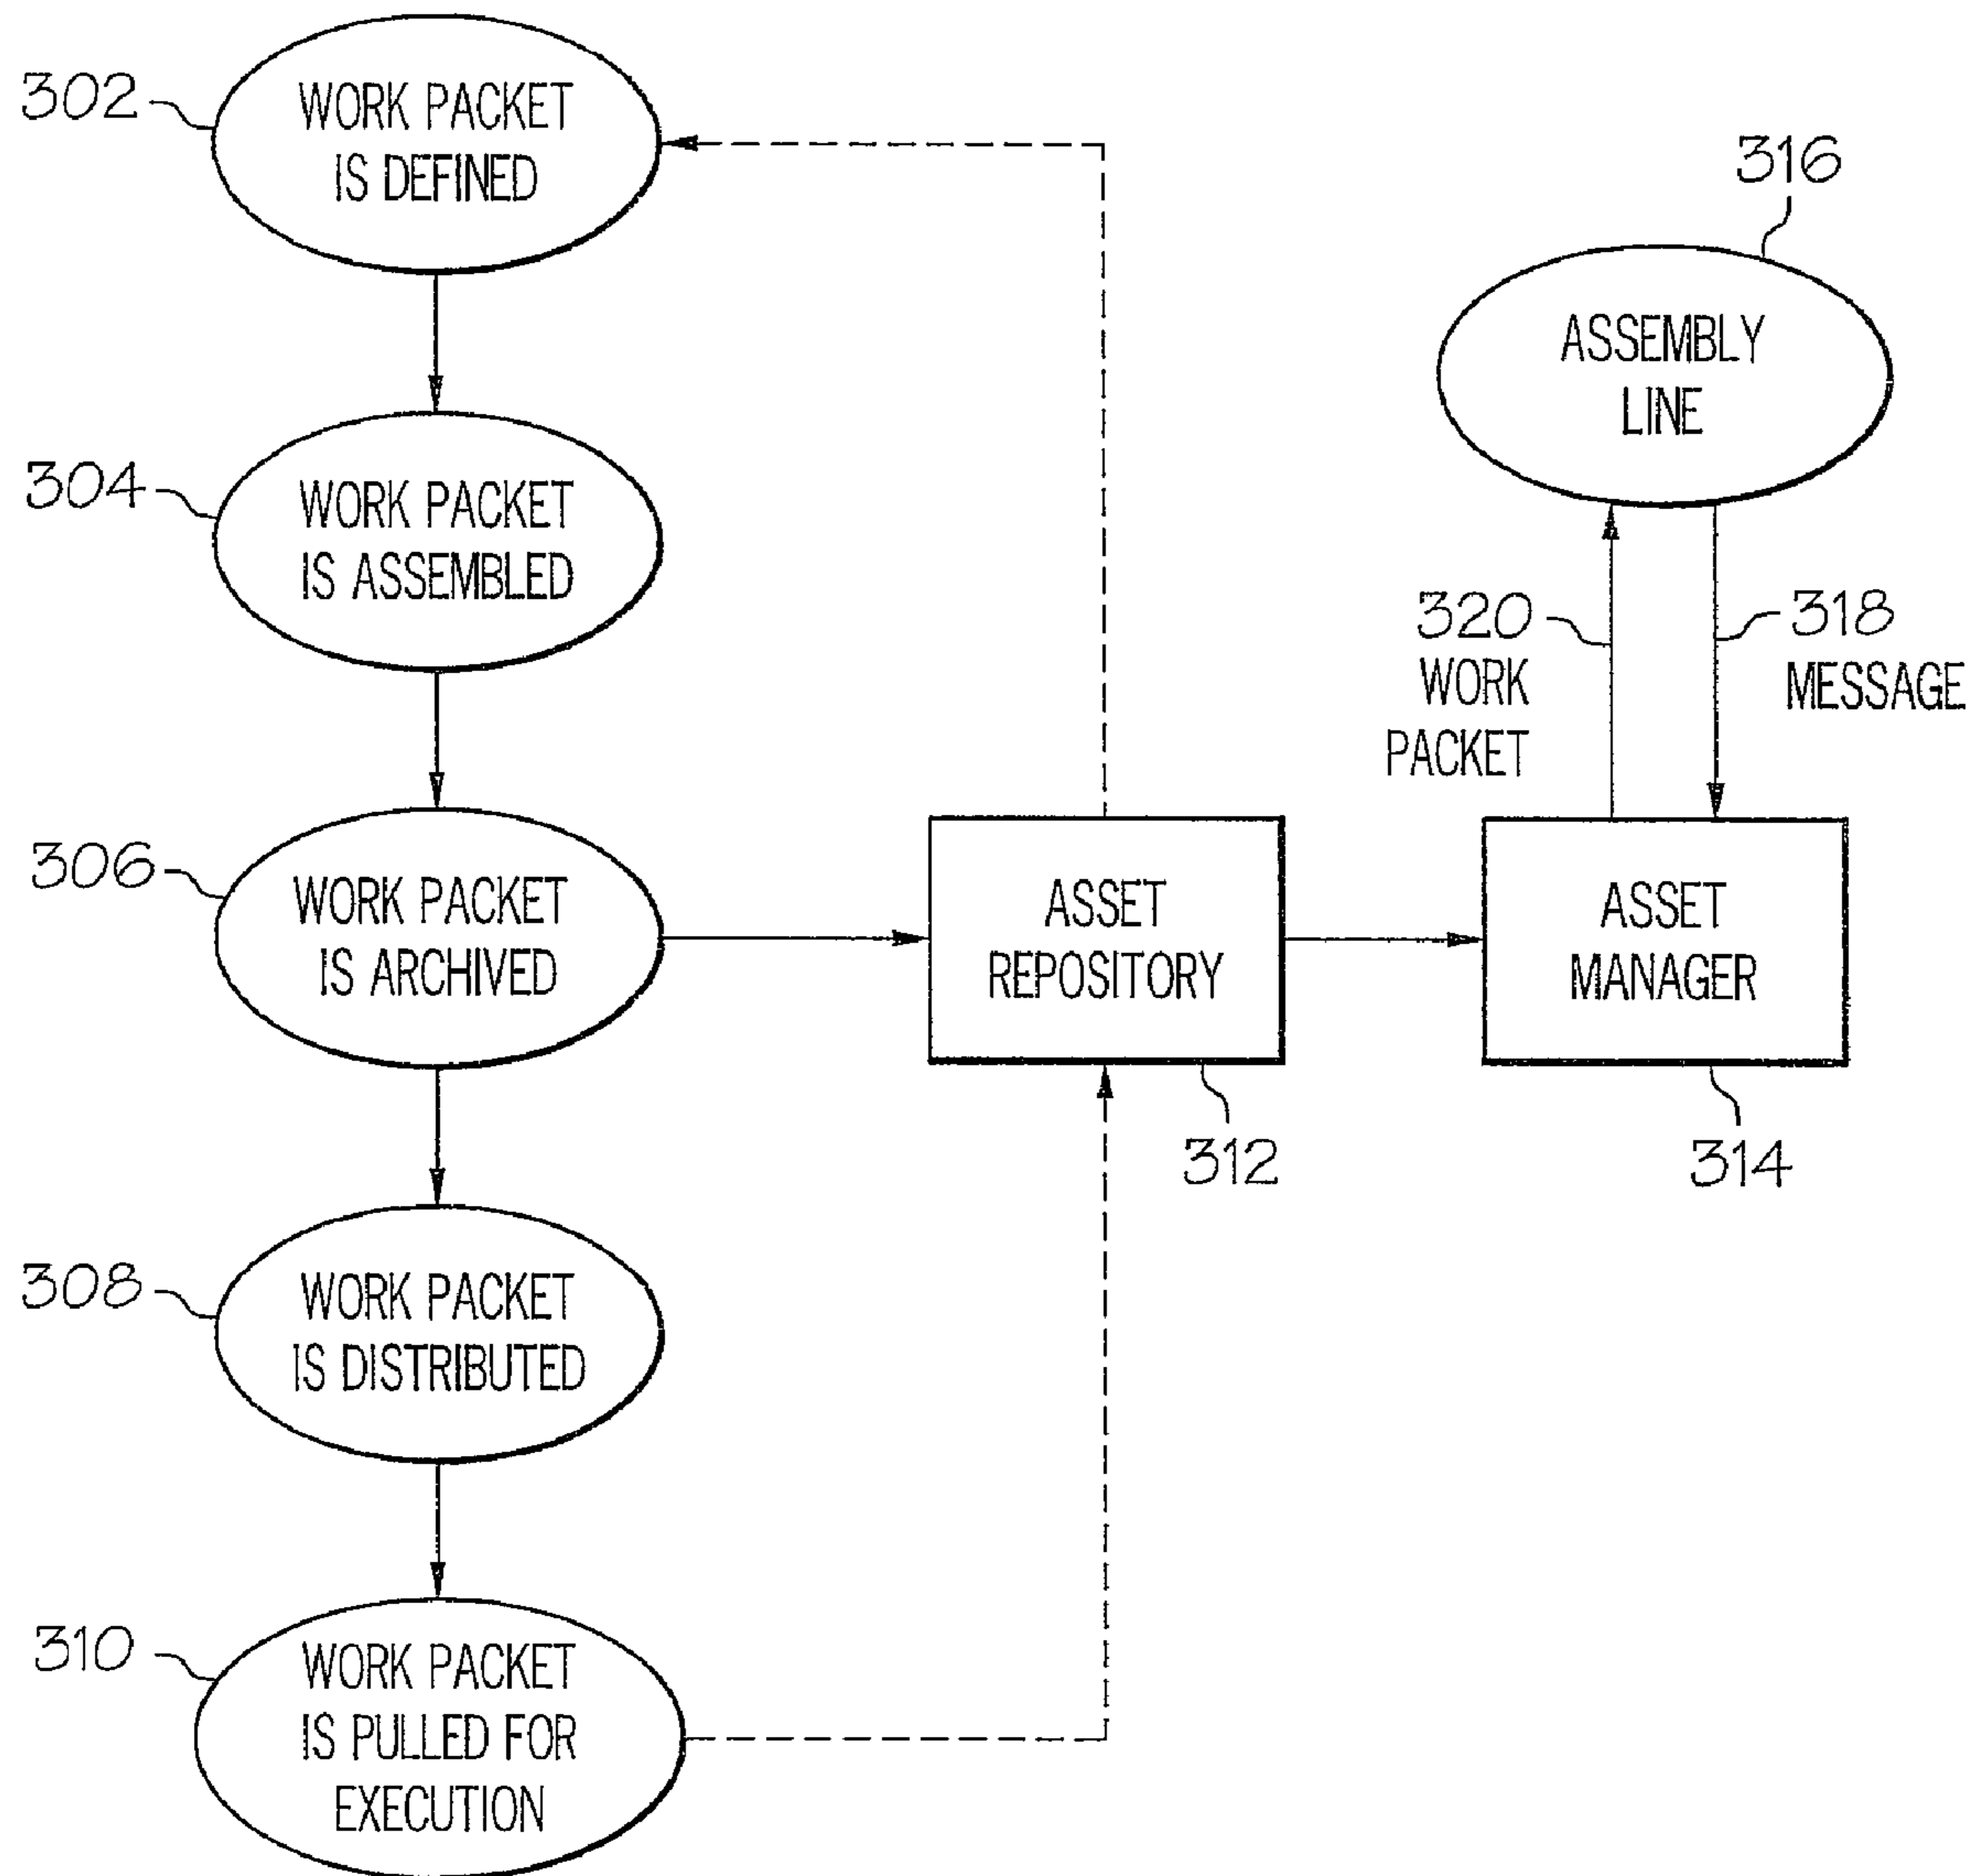 302
WORK PACKET
IS DEFINED
304
WORK PACKET
IS ASSEMBLED
306
WORK PACKET
IS ARCHIVED
308
WORK PACKET
IS DISTRIBUTED
310
WORK PACKET
IS PULLED FOR
EXECUTION
ASSET
REPOSITORY
312
316
ASSEMBLY
LINE
320
WORK
PACKET
318
MESSAGE
ASSET
MANAGER
314